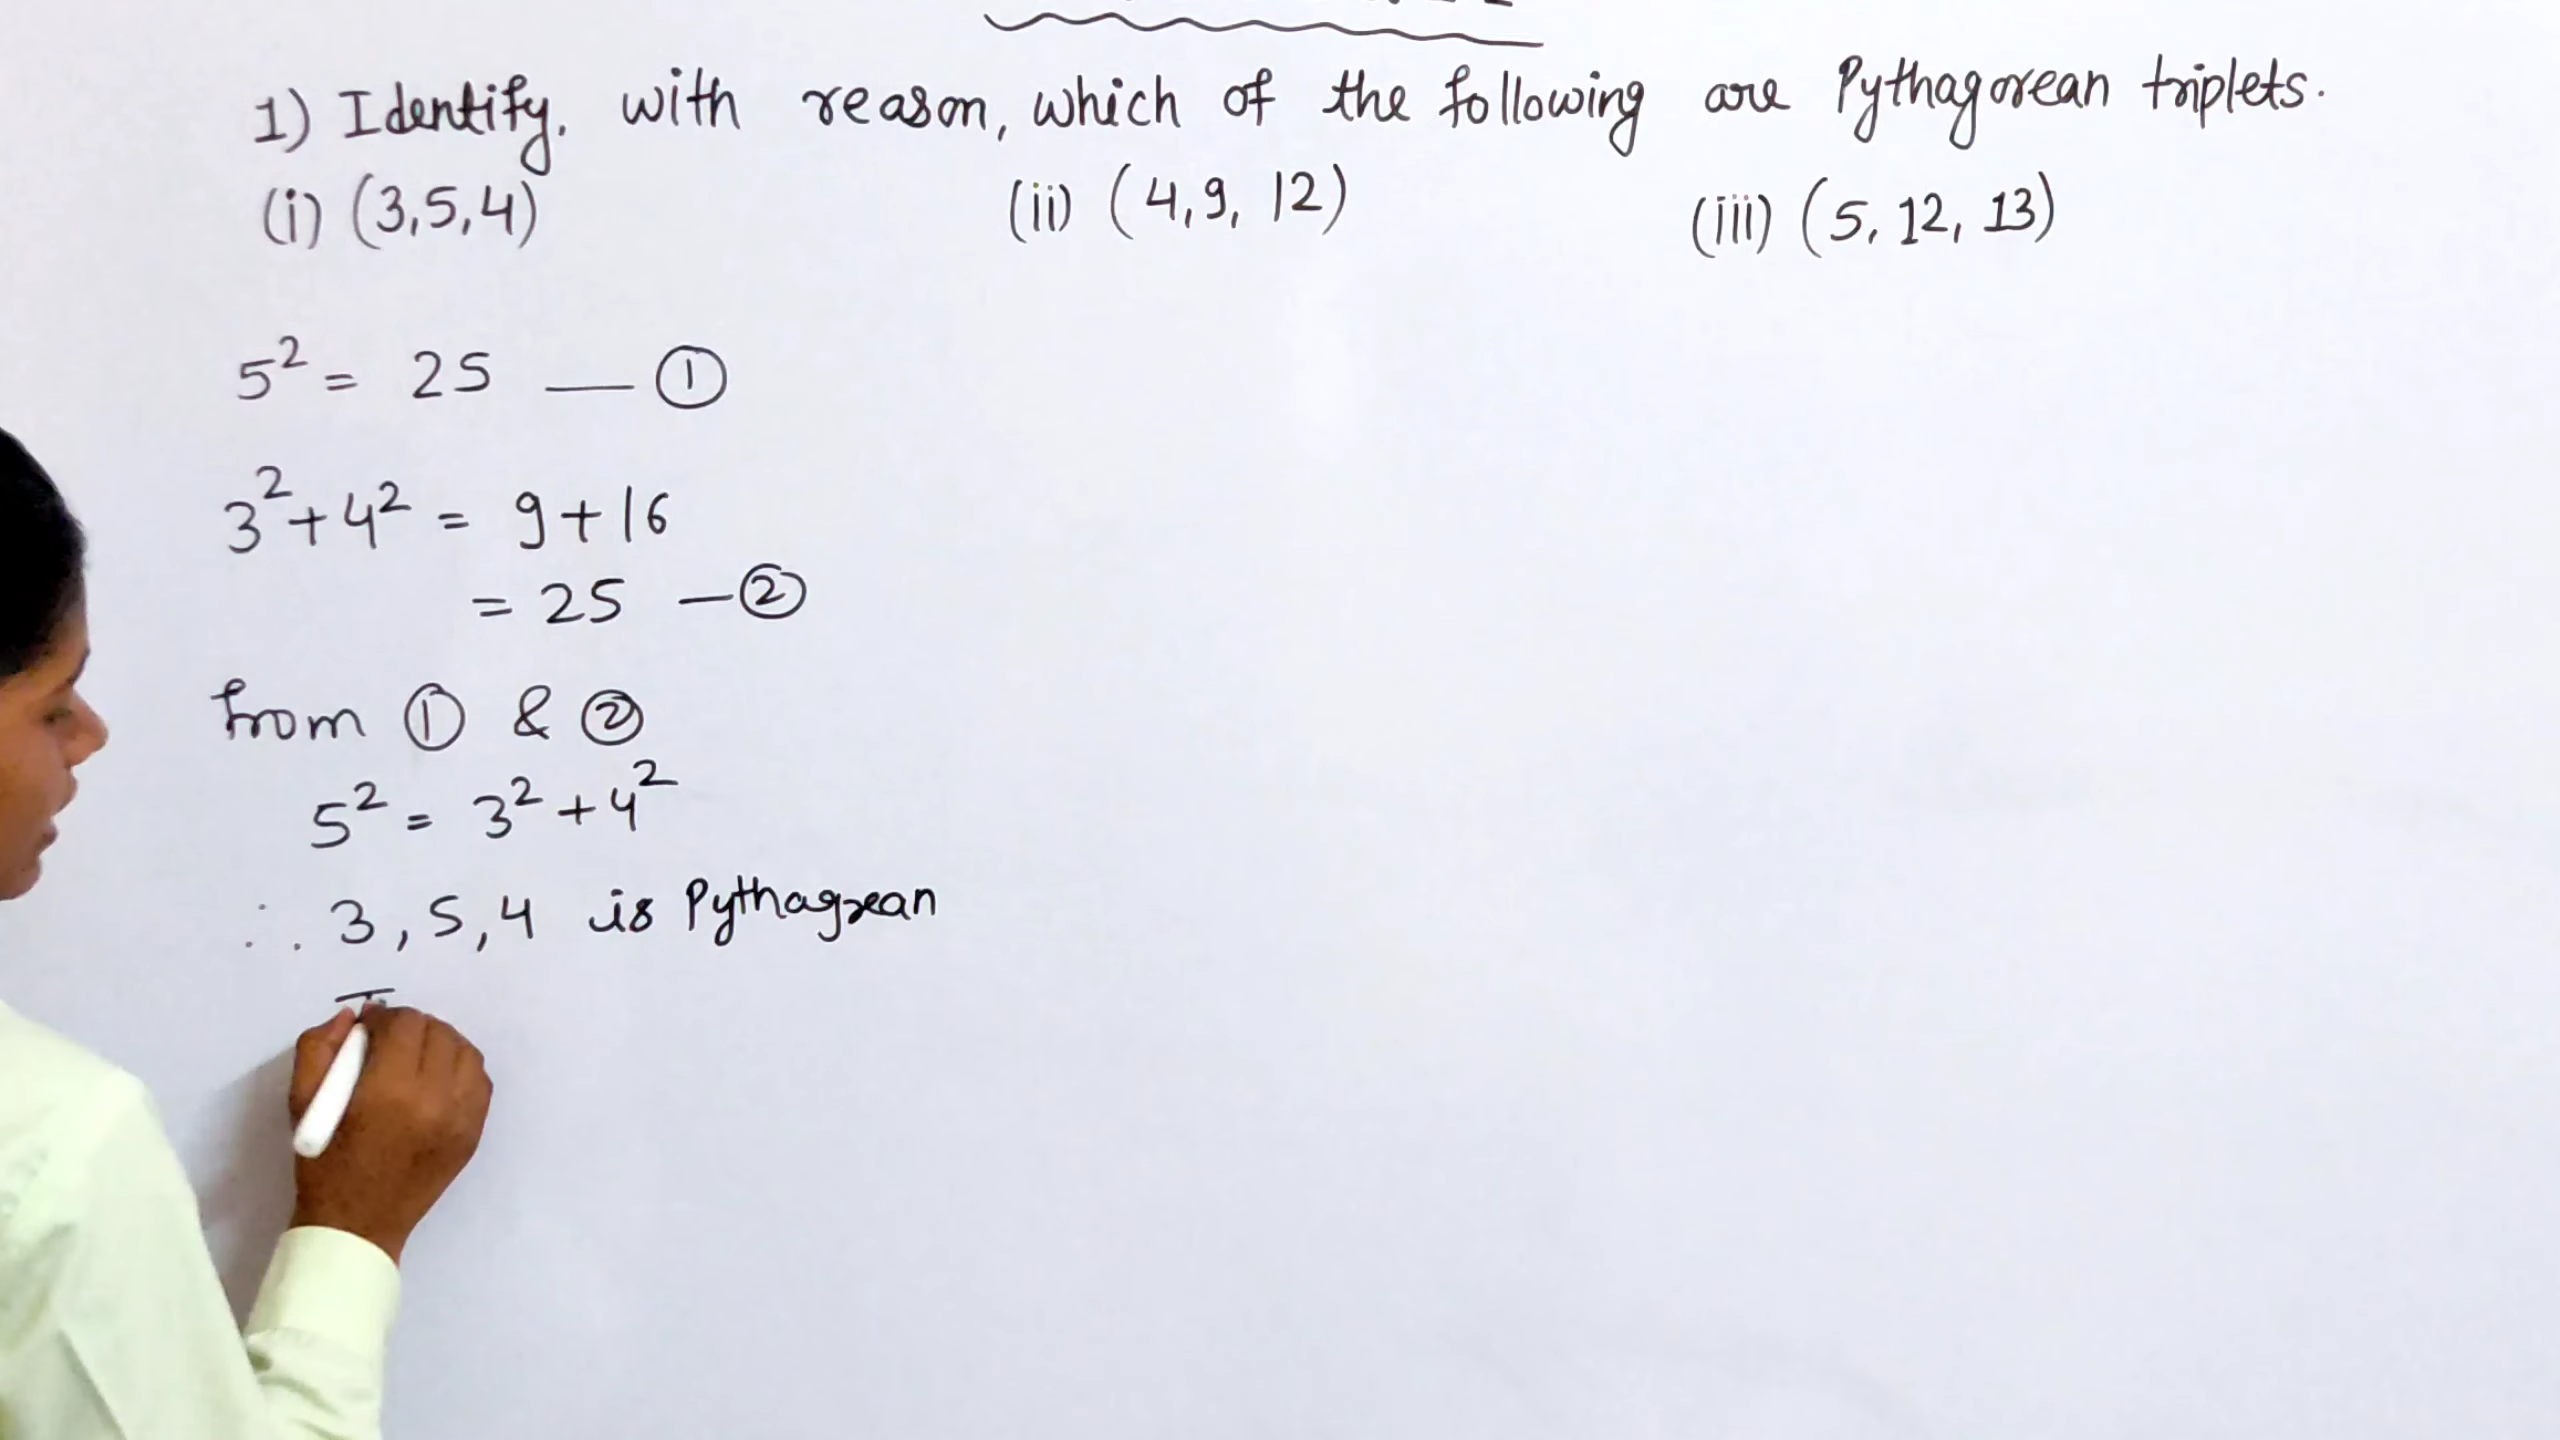 1) Identify, with reason, which of the following are Pythagorean triplets.
(i) (3,5,4) (ii) (4,9, 12) (iii) (5, 12, 13)
5² = 25 — ①
3² + 4² = 9 + 16
= 25 — ②
from ① & ②
5² = 3² + 4²
∴ 3, 5, 4 is Pythagrean
T